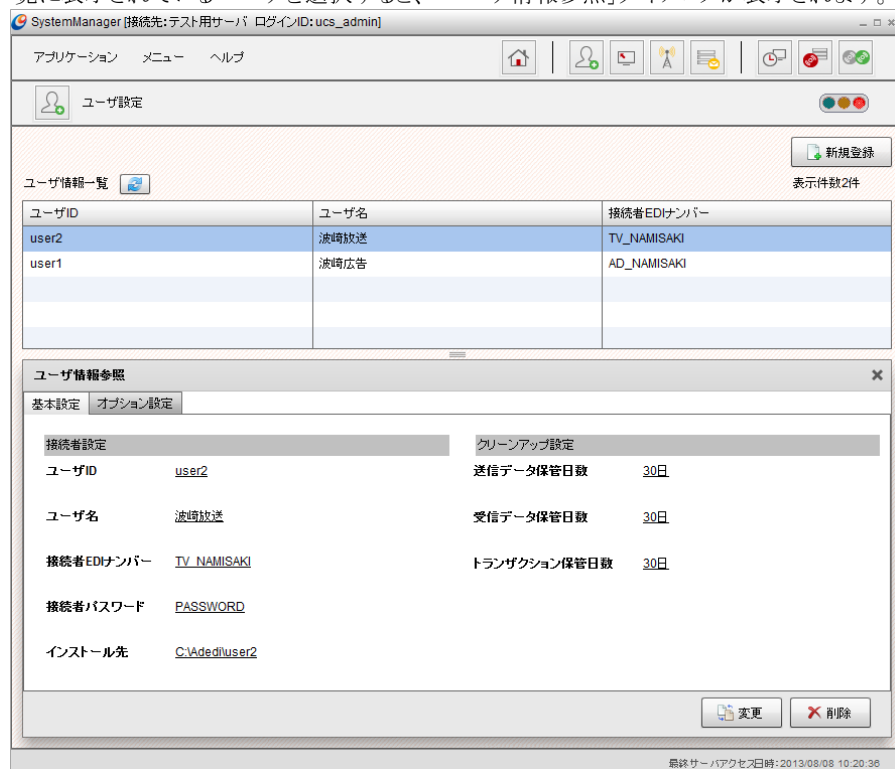 SystemManager [接続先:テスト用サーバ ログインID:ucs_admin]
アプリケーション メニュー ヘルプ
ユーザ設定
新規登録
ユーザ情報一覧
表示件数2件
ユーザID ユーザ名 接続者EDIナンバー
user2 波崎放送 TV_NAMISAKI
user1 波崎広告 AD_NAMISAKI
ユーザ情報参照
基本設定 オプション設定
接続者設定 クリーンアップ設定
ユーザID user2 送信データ保管日数 30日
ユーザ名 波崎放送 受信データ保管日数 30日
接続者EDIナンバー TV_NAMISAKI トランザクション保管日数 30日
接続者パスワード PASSWORD
インストール先 C:\Adedi\user2
変更 削除
最終サーバアクセス日時:2013/08/08 10:20:36